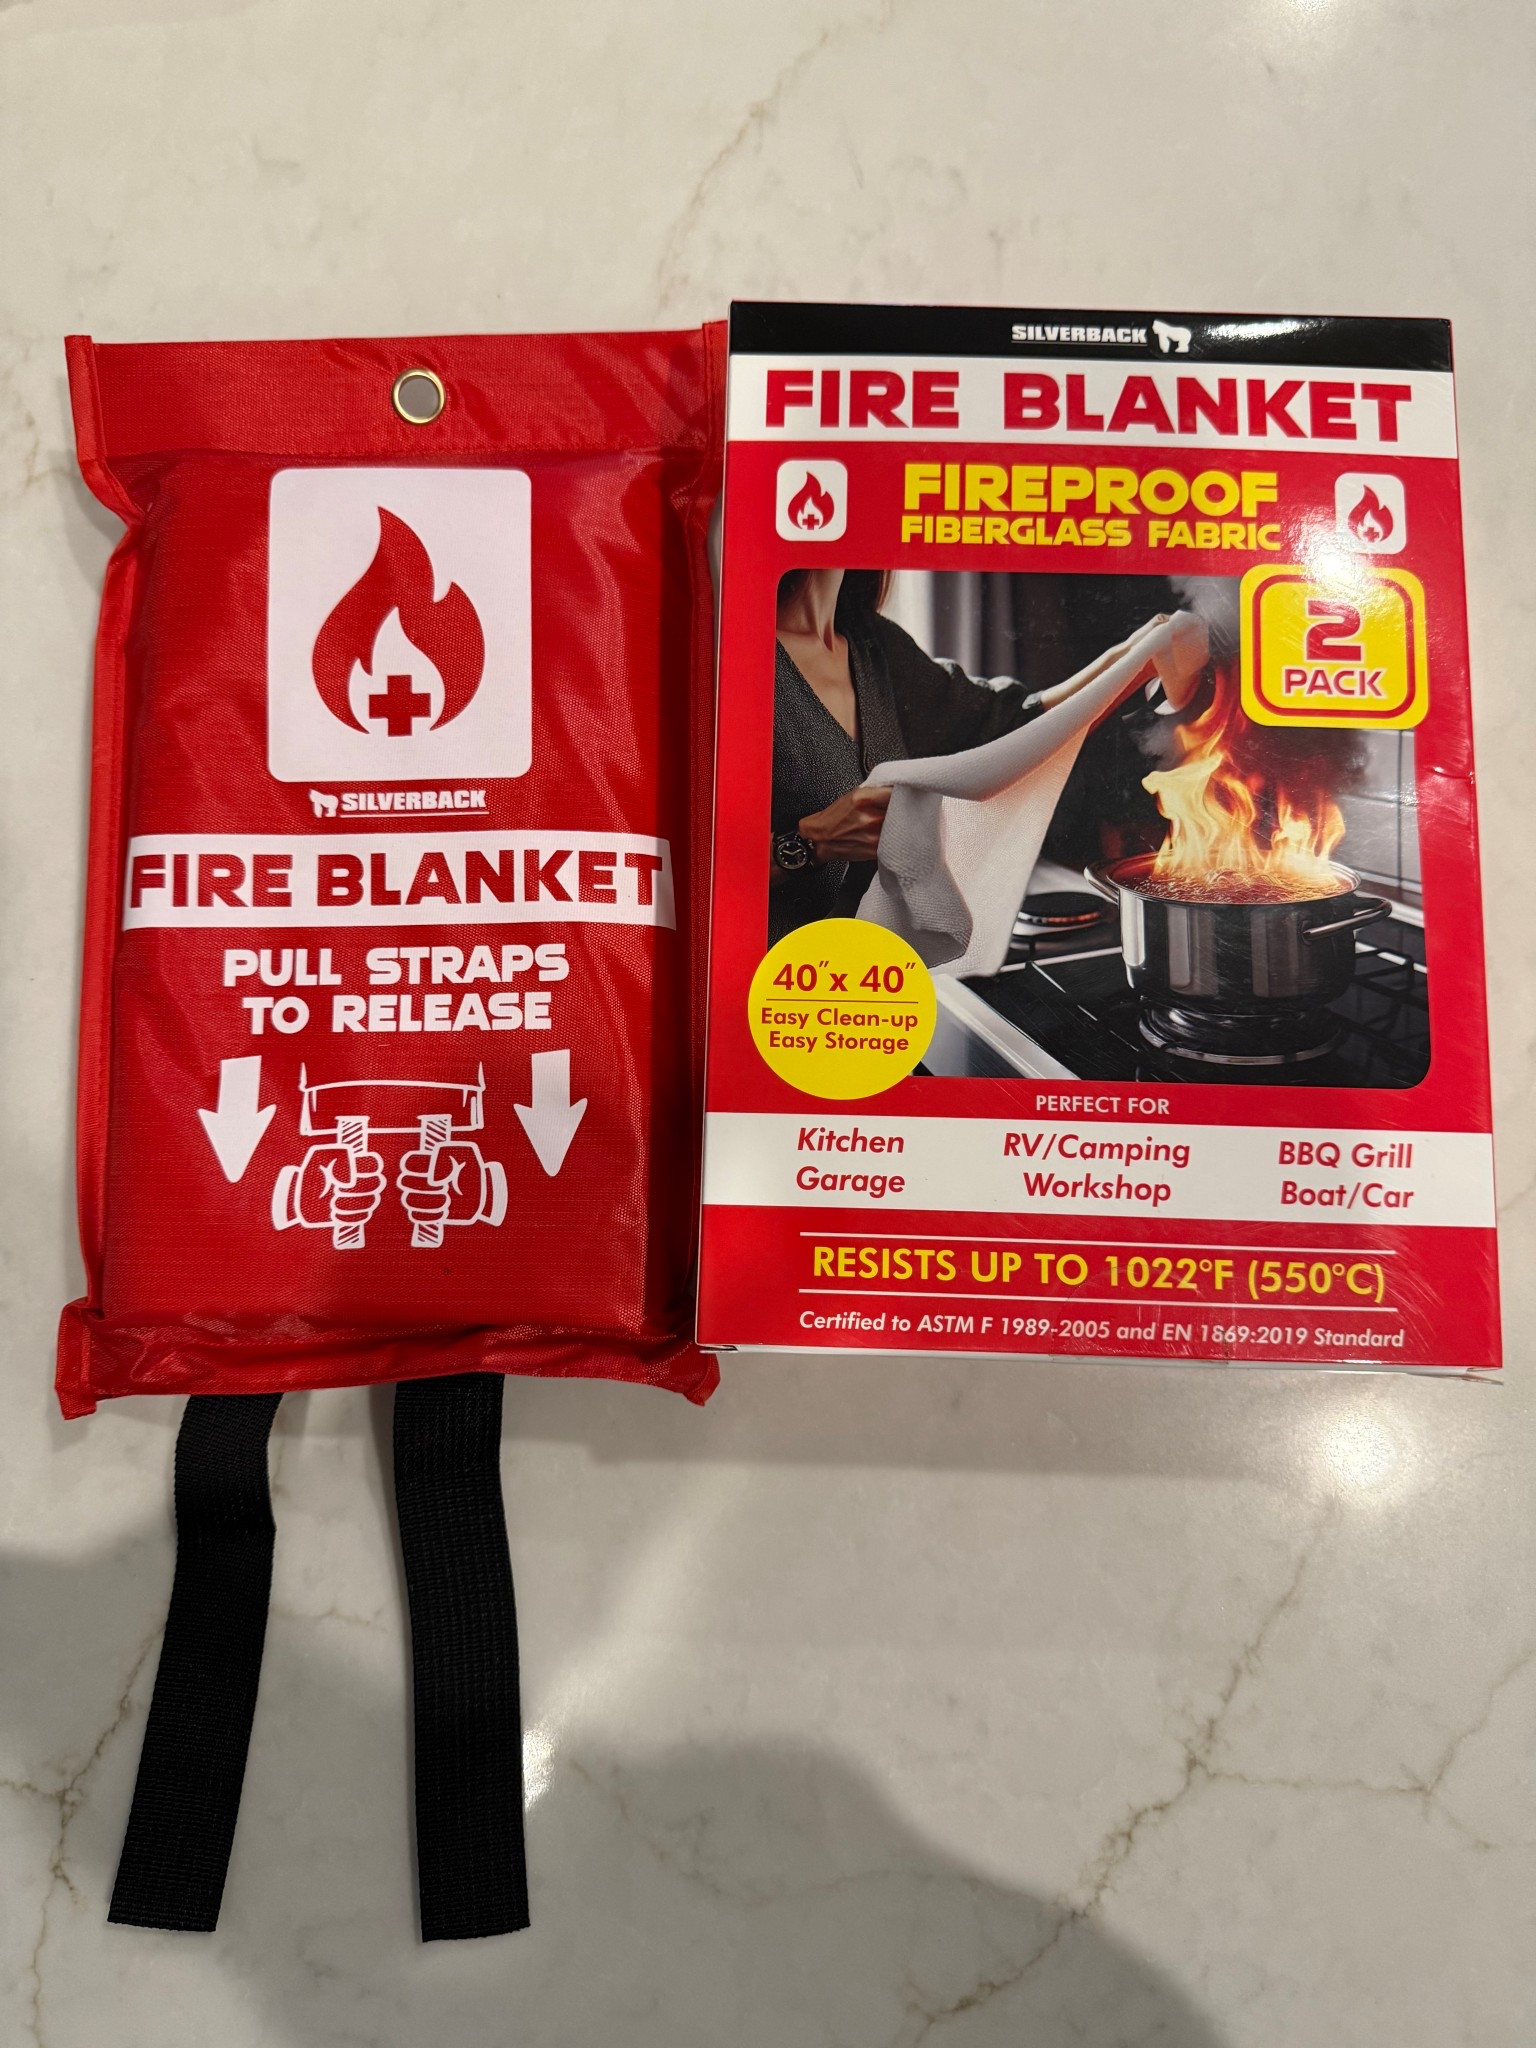 SILVERBACK
FIRE BLANKET
PULL STRAPS
TO RELEASE
SILVERBACK
FIRE BLANKET
FIREPROOF
FIBERGLASS FABRIC
2
PACK
40" x 40"
Easy Clean-up
Easy Storage
PERFECT FOR
Kitchen
Garage
RV/Camping
Workshop
BBQ Grill
Boat/Car
RESISTS UP TO 1022°F (550°C)
Certified to ASTM F 1989-2005 and EN 1869:2019 Standard